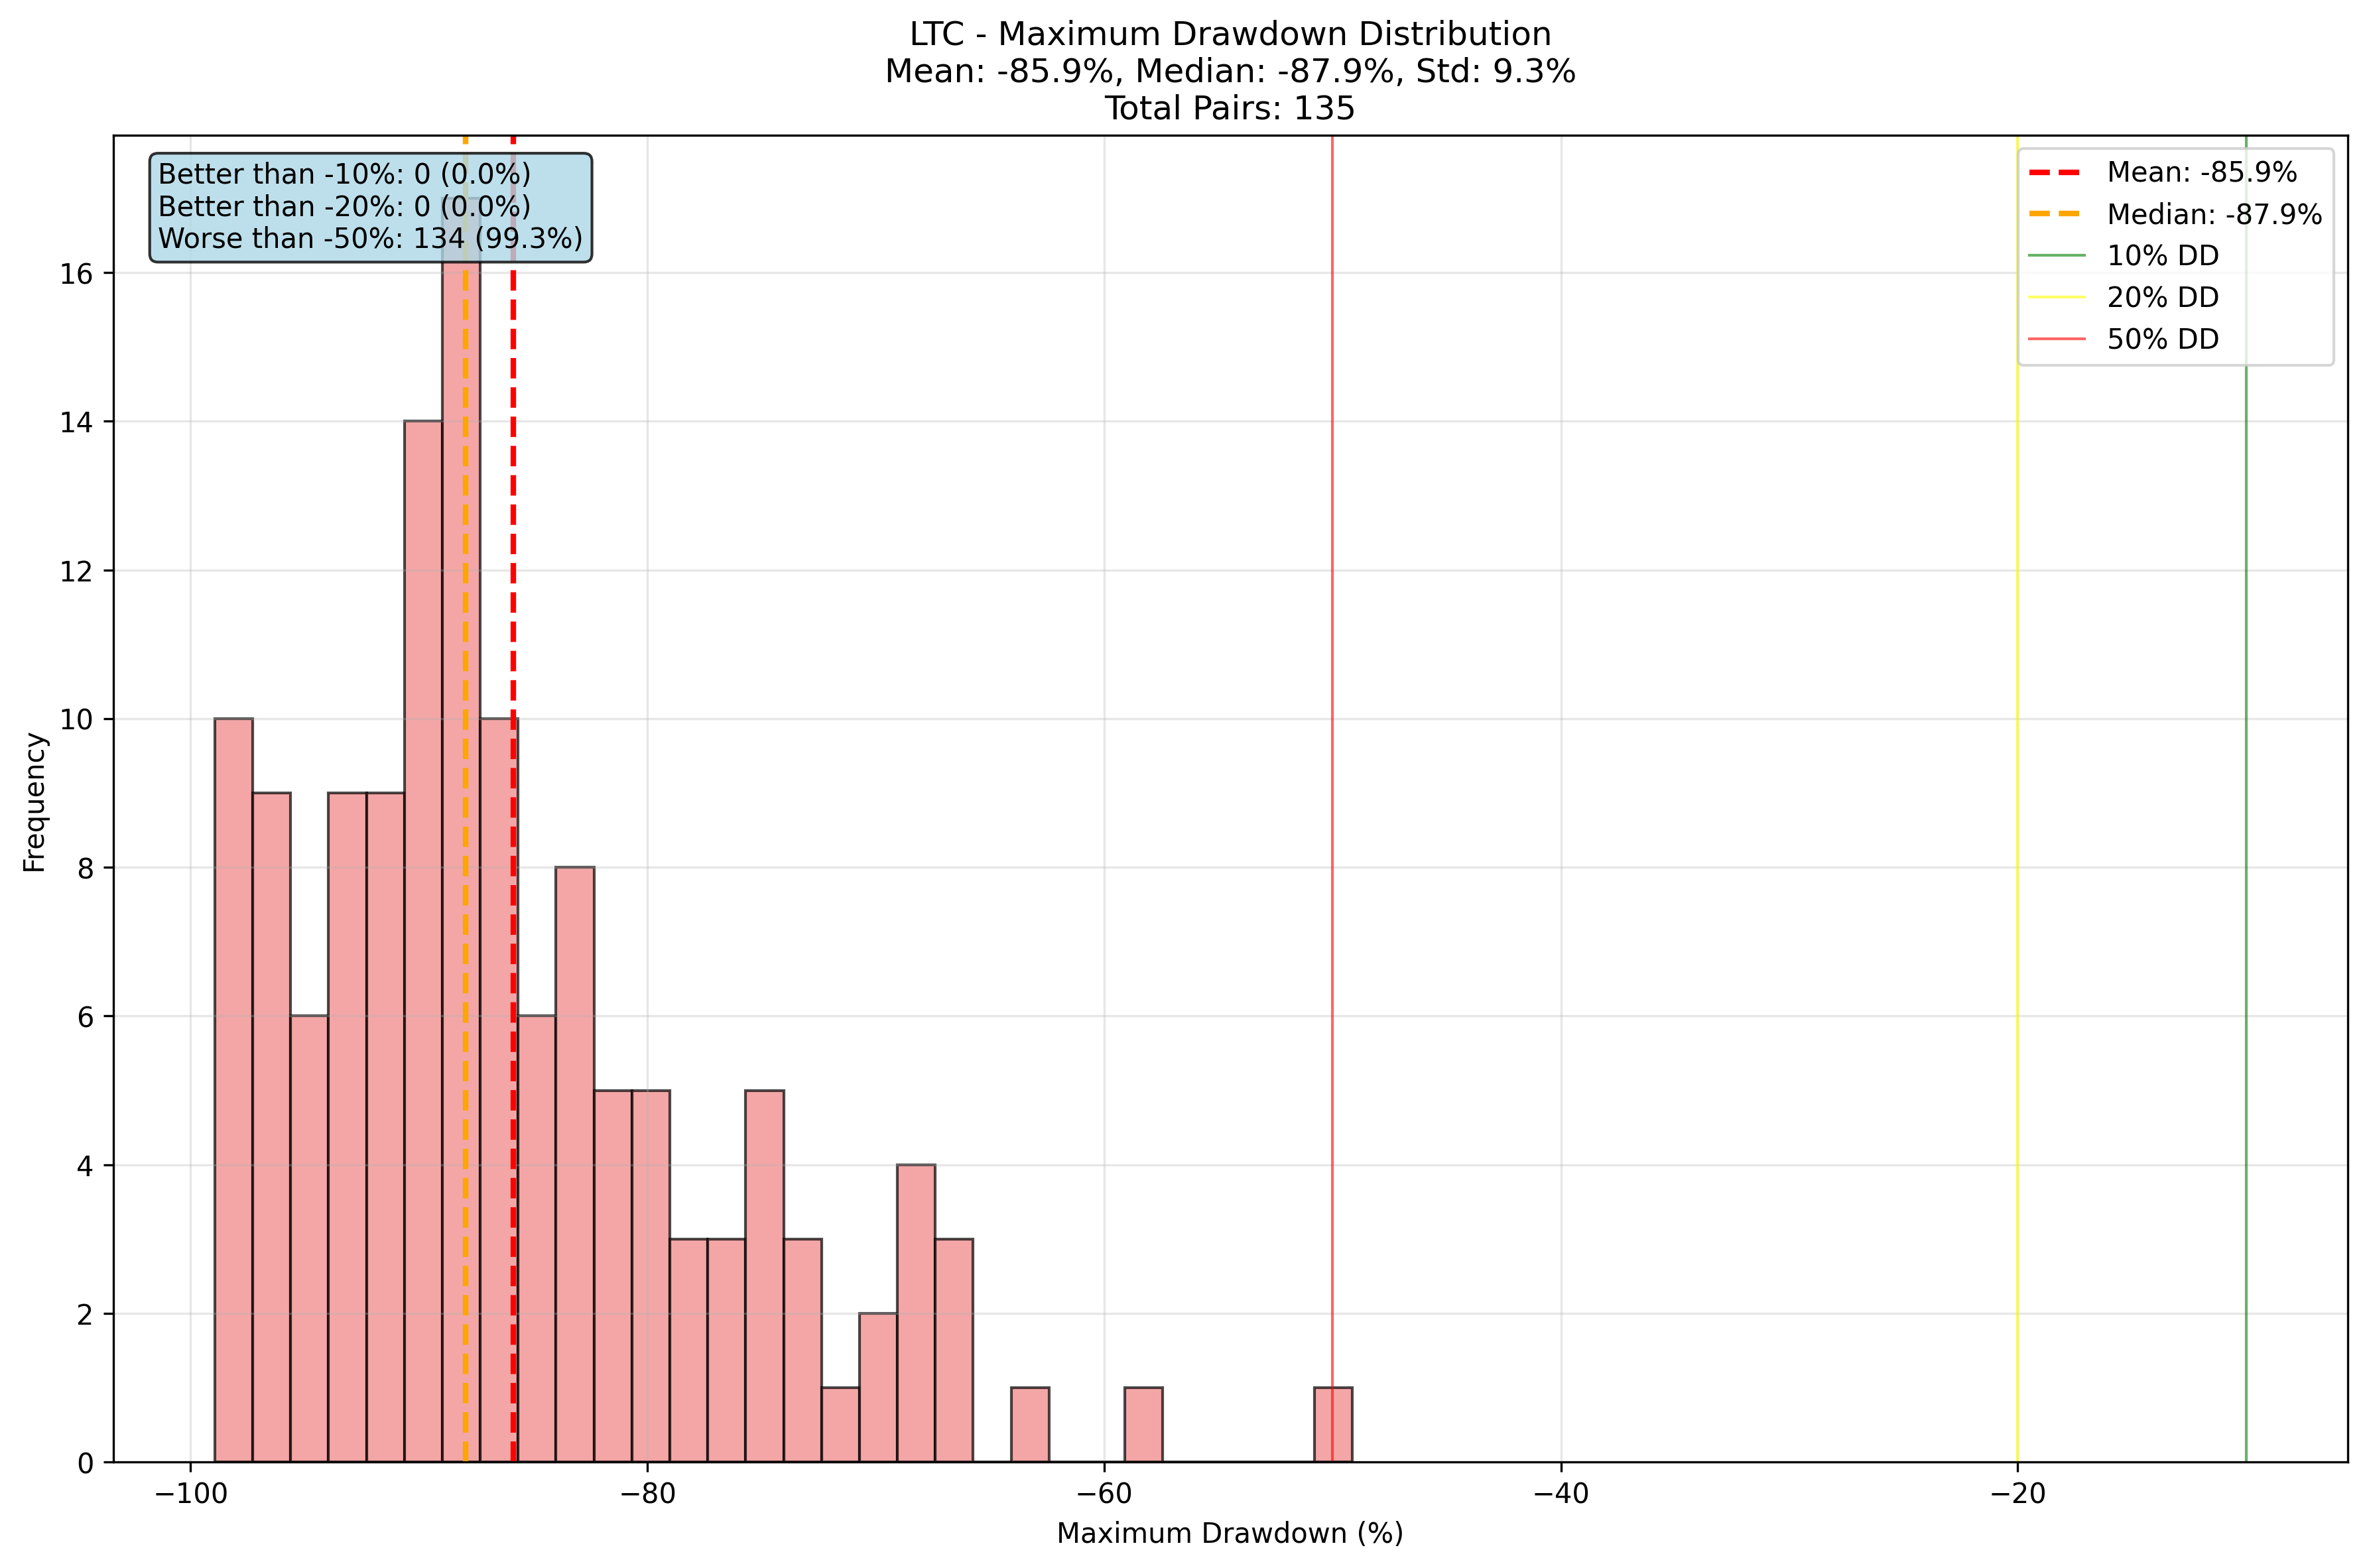 LTC - Maximum Drawdown Distribution
Mean: -85.9%, Median: -87.9%, Std: 9.3%
Total Pairs: 135
Better than -10%: 0 (0.0%)
Better than -20%: 0 (0.0%)
Worse than -50%: 134 (99.3%)
Mean: -85.9%
Median: -87.9%
10% DD
20% DD
50% DD
Frequency
16
14
12
10
8
6
4
2
0
−100
−80
−60
−40
−20
Maximum Drawdown (%)